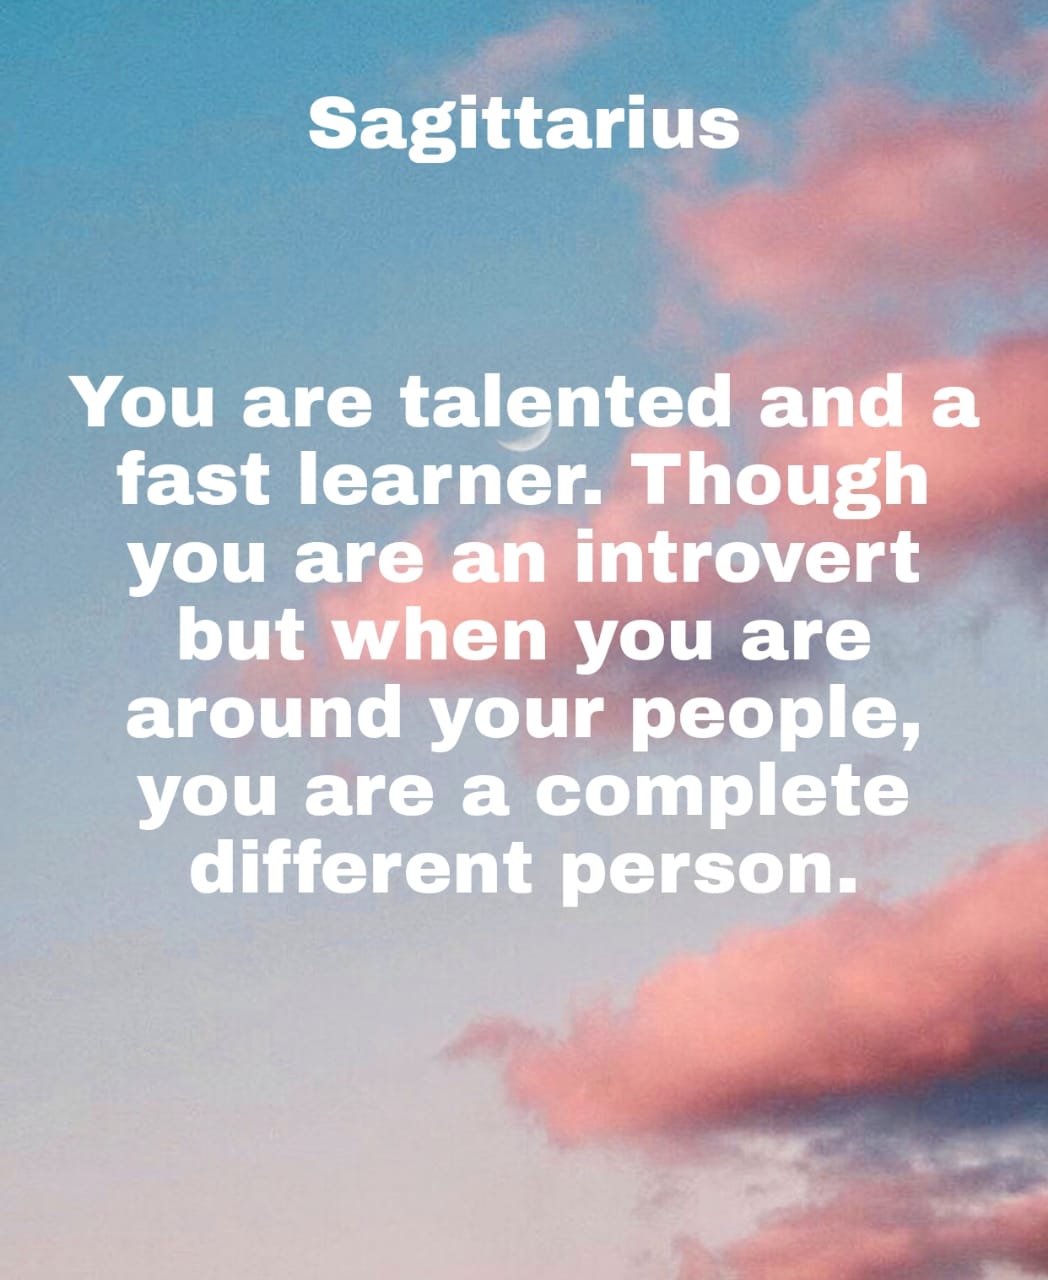 Sagittarius
You are talented and a
fast learner. Though
you are an introvert
but when you are
around your people,
you are a complete
different person.